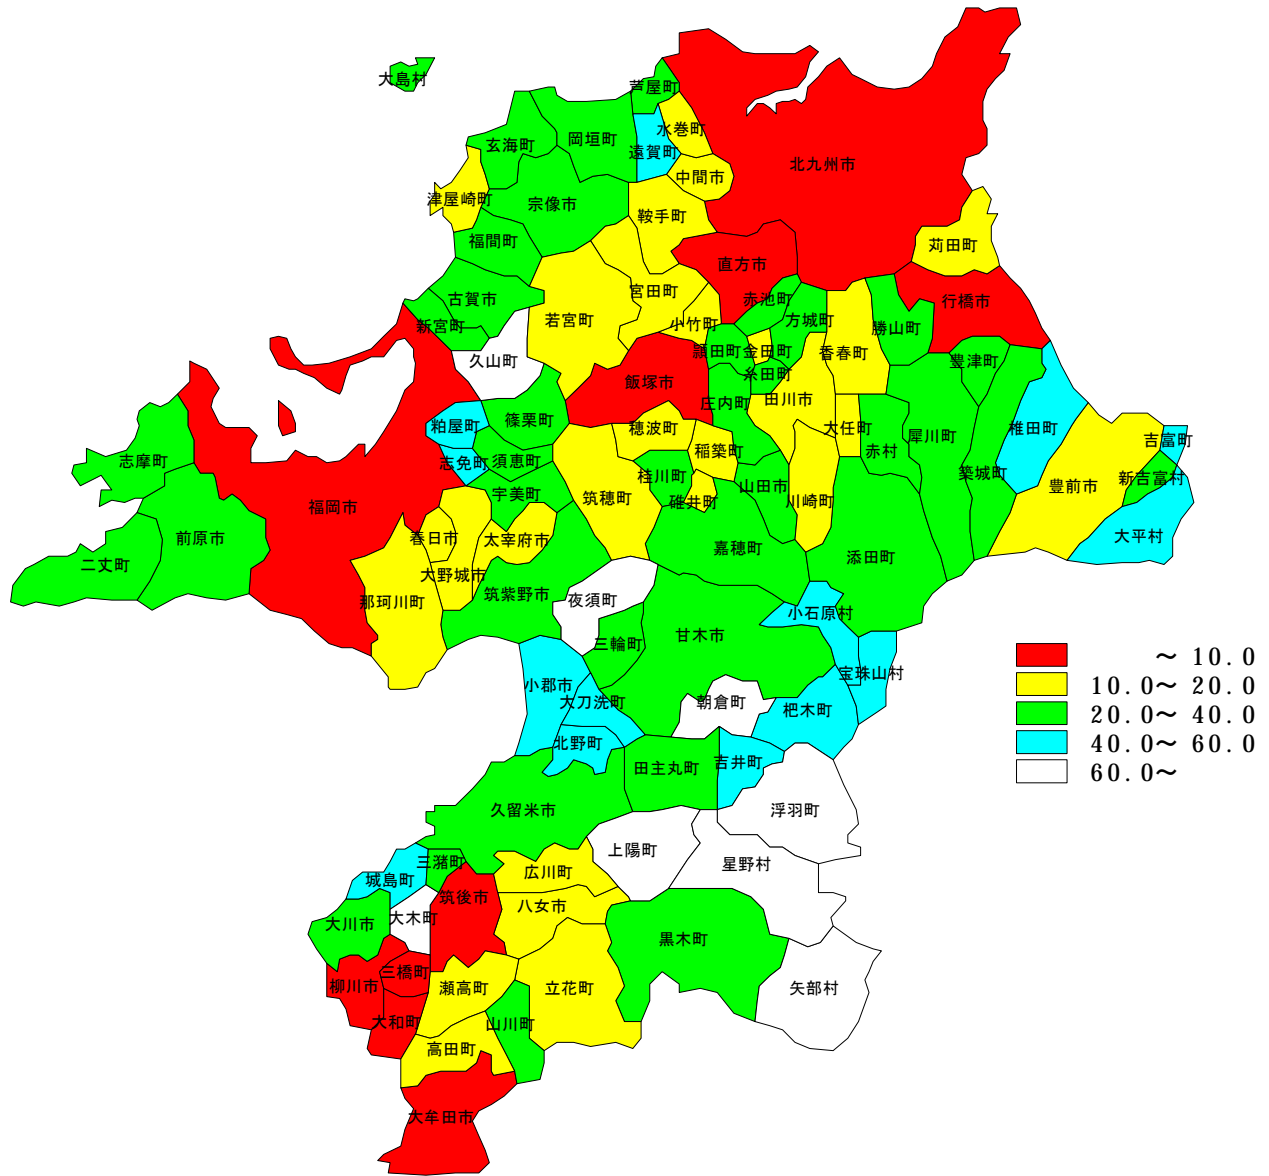 大島村
芦屋町
水巻町
岡垣町
玄海町
遠賀町
北九州市
中間市
津屋崎町
宗像市
鞍手町
福間町
苅田町
直方市
宮田町
古賀市
赤池町
行橋市
若宮町
小竹町
方城町
新宮町
勝山町
頴田町
金田町
香春町
久山町
豊津町
糸田町
飯塚市
庄内町
田川市
粕屋町
篠栗町
穂波町
大任町
椎田町
稲築町
赤村
犀川町
吉富町
志摩町
志免町
須恵町
桂川町
築城町
新吉富村
山田市
豊前市
宇美町
筑穂町
碓井町
川崎町
福岡市
前原市
春日市
太宰府市
大平村
嘉穂町
添田町
二丈町
大野城市
筑紫野市
那珂川町
夜須町
小石原村
三輪町
甘木市
宝珠山村
小郡市
大刀洗町
朝倉町
杷木町
北野町
吉井町
田主丸町
久留米市
浮羽町
上陽町
三潴町
星野村
広川町
城島町
筑後市
八女市
大木町
大川市
黒木町
三橋町
柳川市
瀬高町
立花町
矢部村
大和町
山川町
高田町
大牟田市
～ 10.0
10.0～ 20.0
20.0～ 40.0
40.0～ 60.0
60.0～